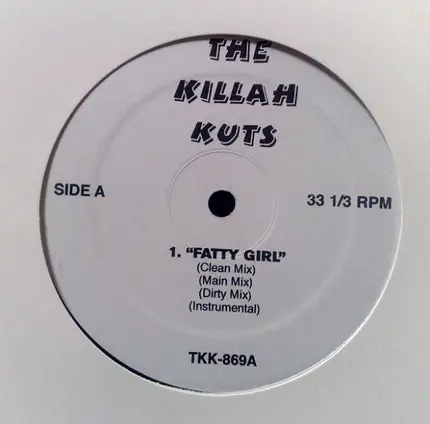 THE
KILLAH
KUTS
SIDE A
33 1/3 RPM
1. "FATTY GIRL"
(Clean Mix)
(Main Mix)
(Dirty Mix)
(Instrumental)
TKK-869A